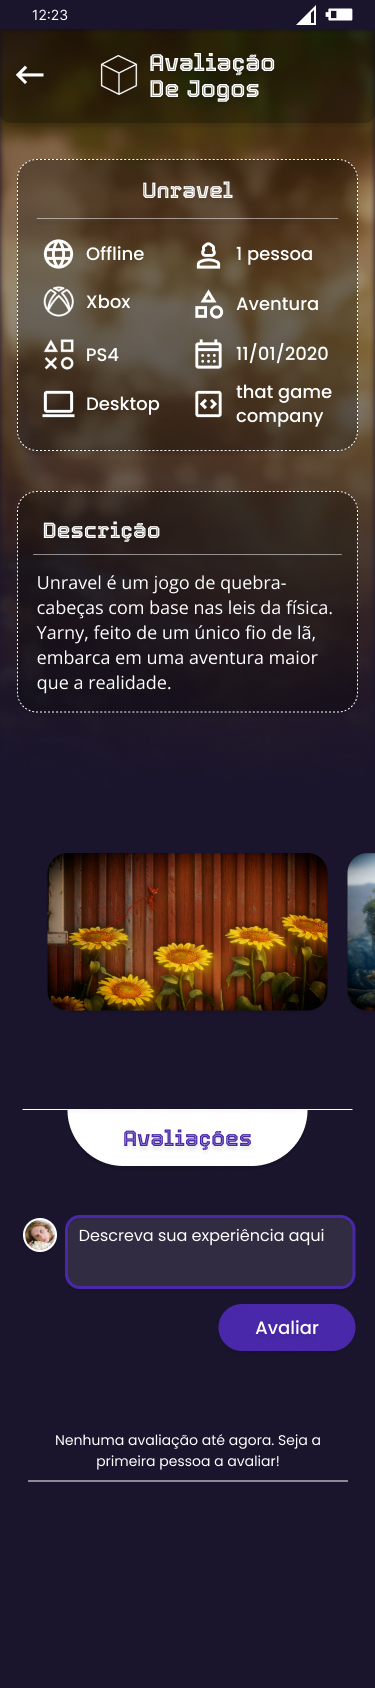 12:23
Avaliação
De Jogos
Unravel
Offline
1 pessoa
Xbox
Aventura
PS4
11/01/2020
Desktop
that game
company
Descrição
Unravel é um jogo de quebra-
cabeças com base nas leis da física.
Yarny, feito de um único fio de lã,
embarca em uma aventura maior
que a realidade.
Avaliações
Descreva sua experiência aqui
Avaliar
Nenhuma avaliação até agora. Seja a
primeira pessoa a avaliar!